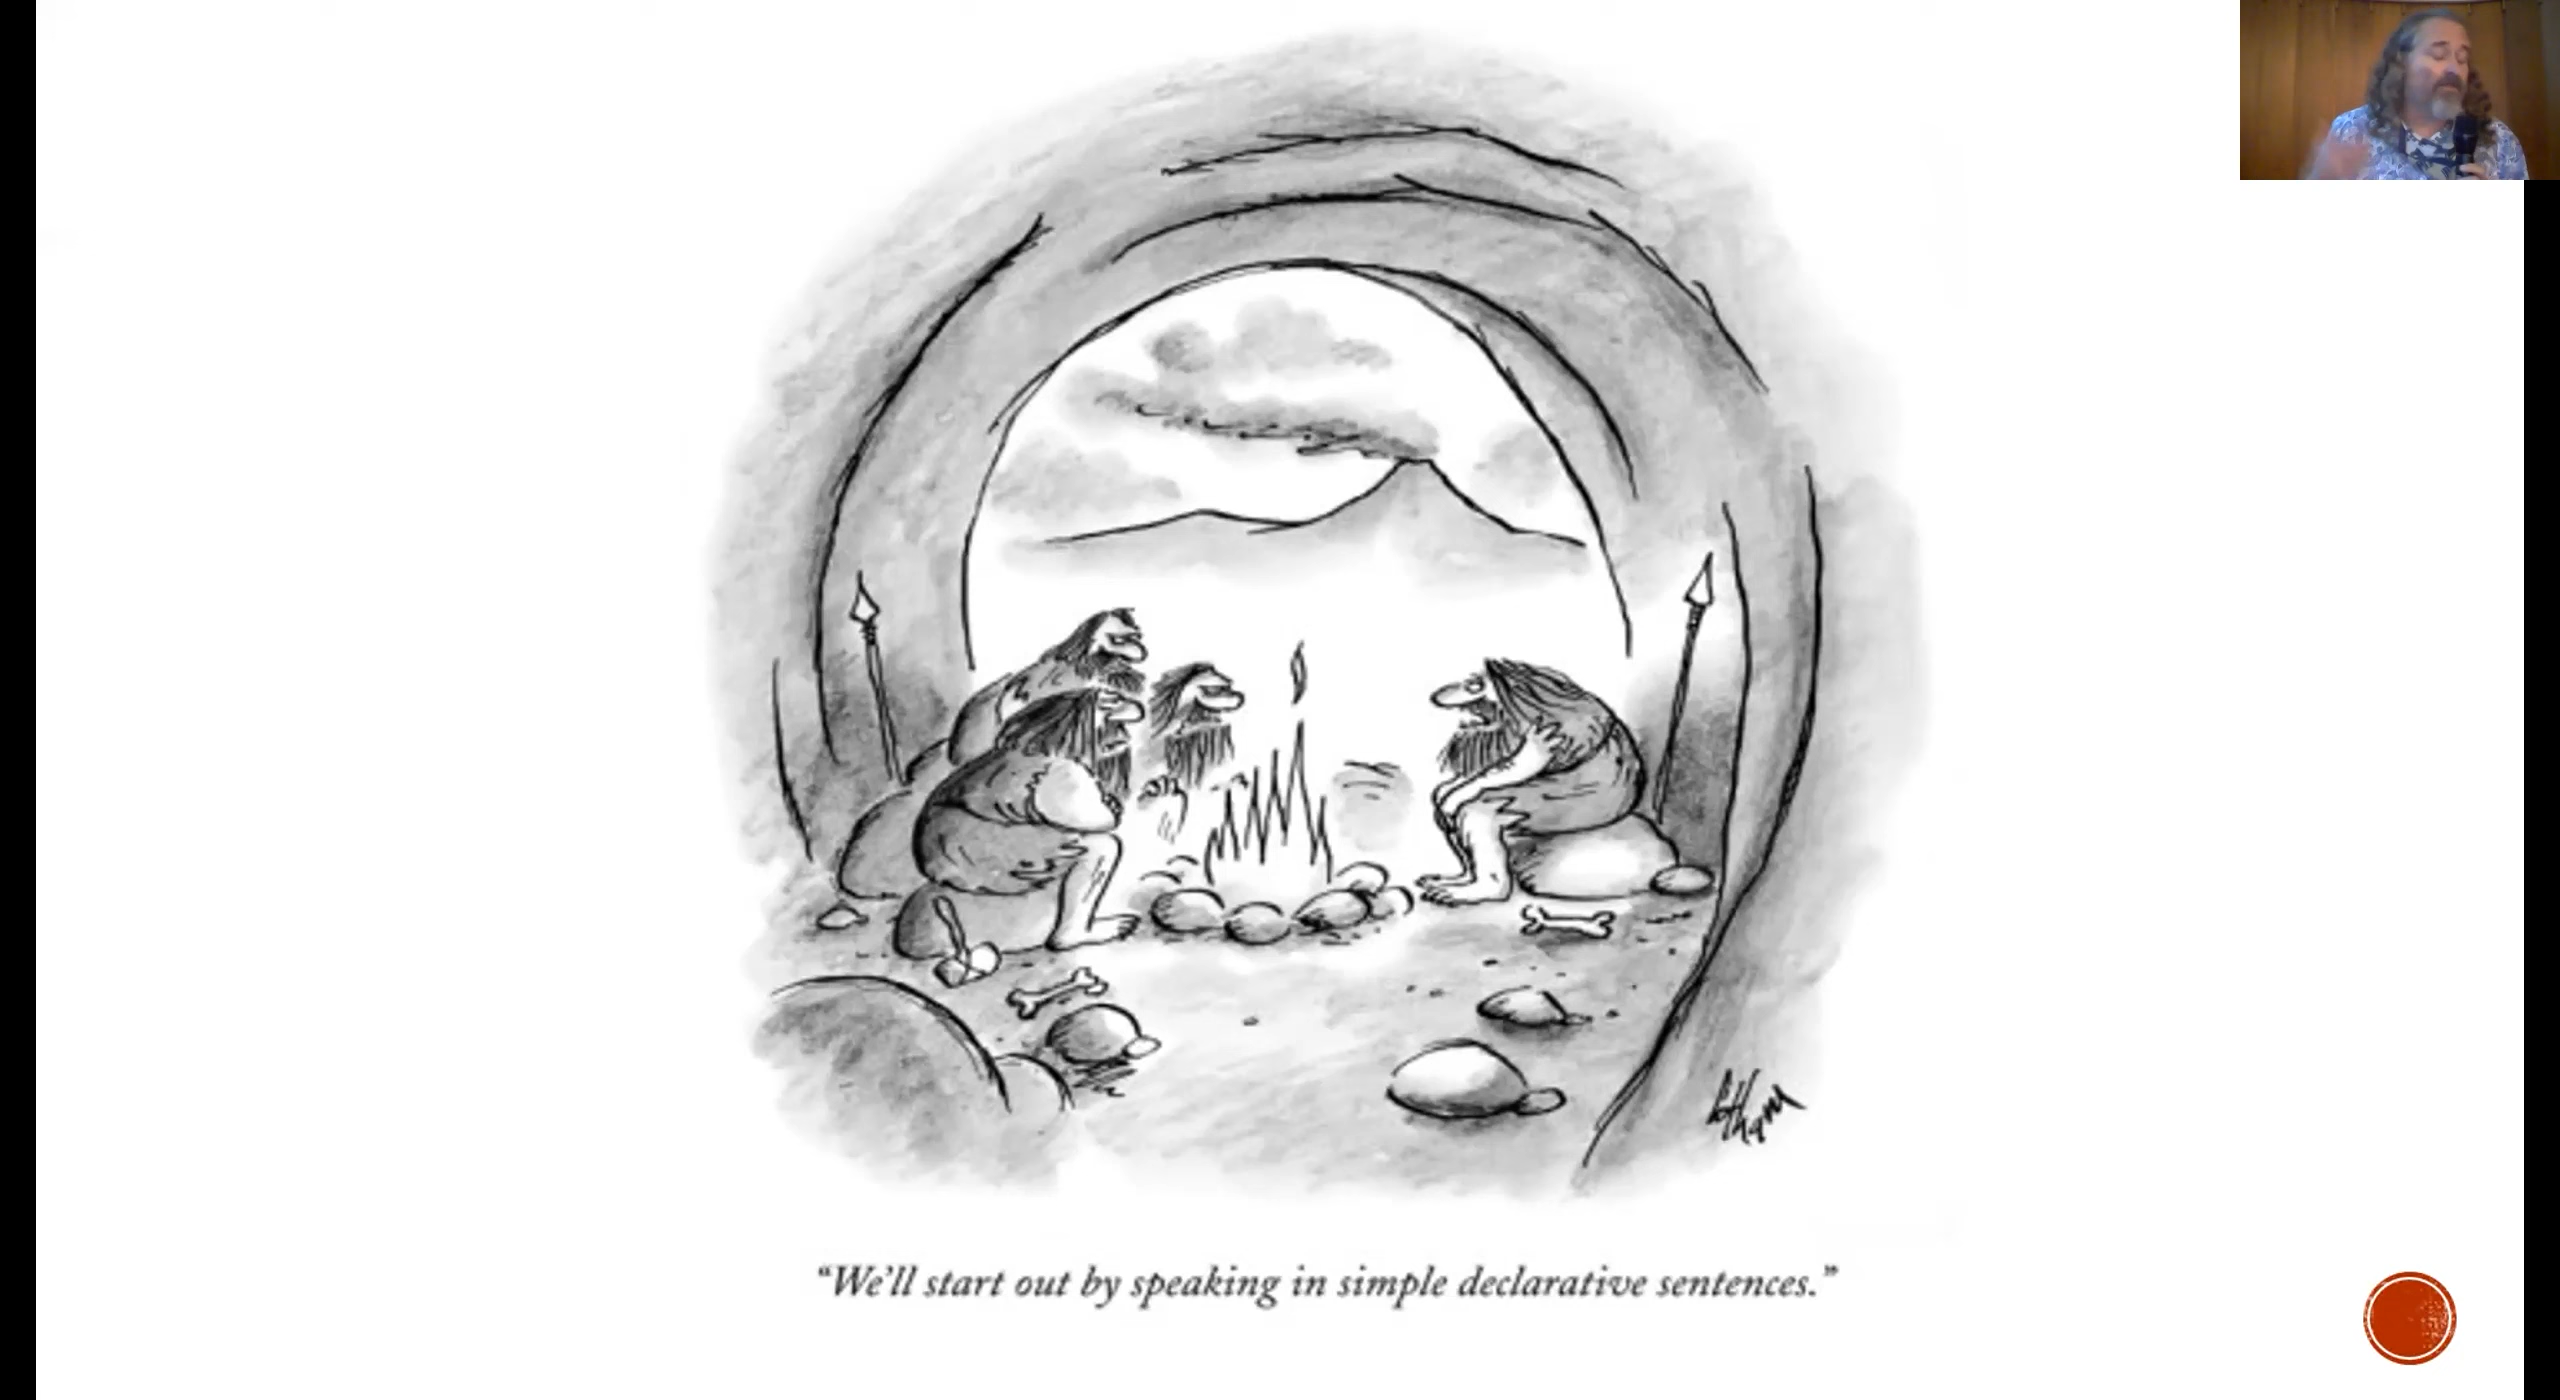 “We’ll start out by speaking in simple declarative sentences.”